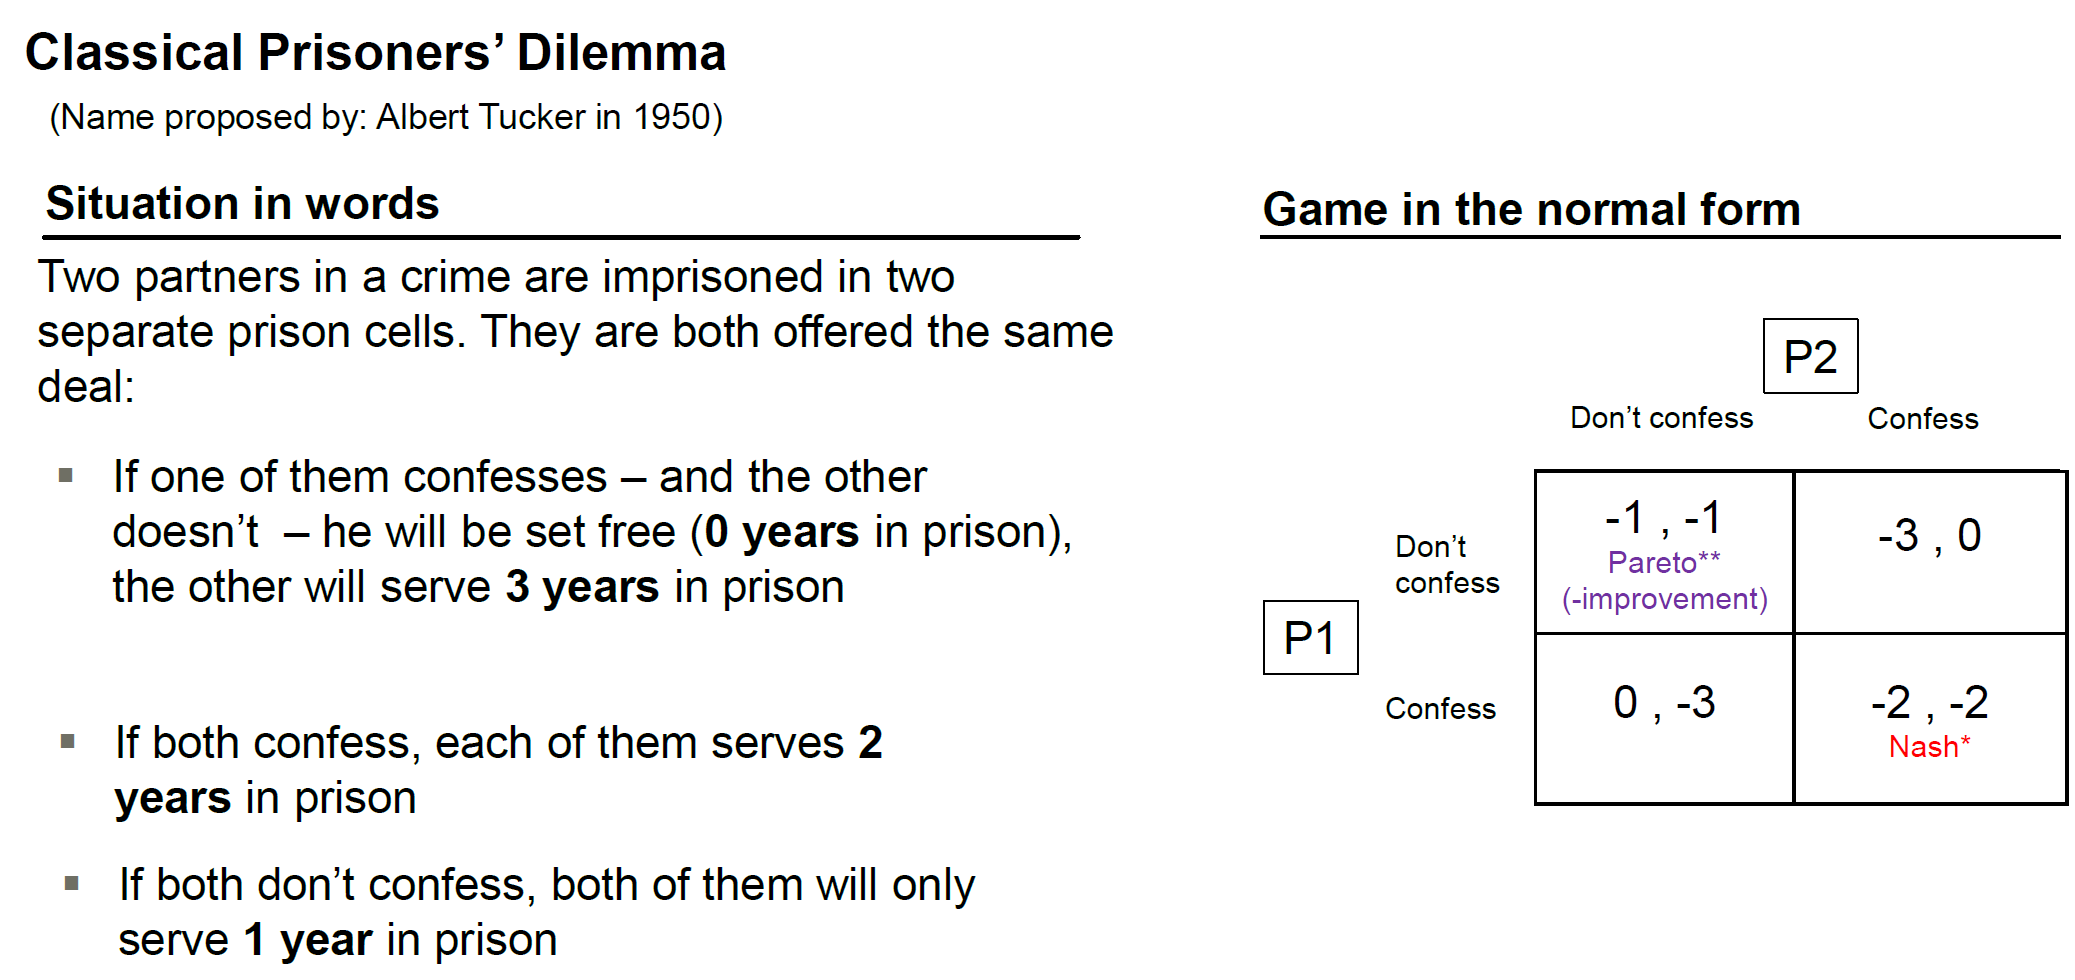 Classical Prisoners’ Dilemma
(Name proposed by: Albert Tucker in 1950)
Situation in words
Two partners in a crime are imprisoned in two
separate prison cells. They are both offered the same
deal:
▪ If one of them confesses – and the other
doesn’t – he will be set free (0 years in prison),
the other will serve 3 years in prison
▪ If both confess, each of them serves 2
years in prison
▪ If both don’t confess, both of them will only
serve 1 year in prison
Game in the normal form
P2
Don’t confess
Confess
P1
Don’t
confess
-1 , -1
Pareto**
(-improvement)
-3 , 0
Confess
0 , -3
-2 , -2
Nash*